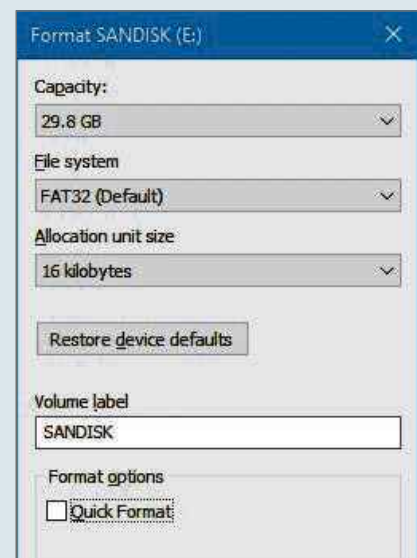 Format SANDISK (E:)
Capacity:
29.8 GB
File system
FAT32 (Default)
Allocation unit size
16 kilobytes
Restore device defaults
Volume label
SANDISK
Format options
Quick Format